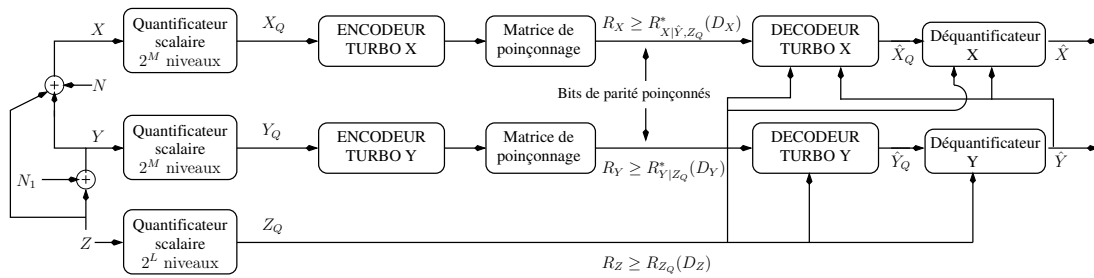 X
Quantificateur
scalaire
2^M niveaux
X_Q
ENCODEUR
TURBO X
Matrice de
poinçonnage
R_X ≥ R^*_{X|Ŷ,Z_Q}(D_X)
DECODEUR
TURBO X
X̂_Q
Déquantificateur
X
X̂
+
N
Bits de parité poinçonnés
Y
Quantificateur
scalaire
2^M niveaux
Y_Q
ENCODEUR
TURBO Y
Matrice de
poinçonnage
R_Y ≥ R^*_{Y|Z_Q}(D_Y)
DECODEUR
TURBO Y
Ŷ_Q
Déquantificateur
Y
Ŷ
N_1
+
Z
Quantificateur
scalaire
2^L niveaux
Z_Q
R_Z ≥ R_{Z_Q}(D_Z)